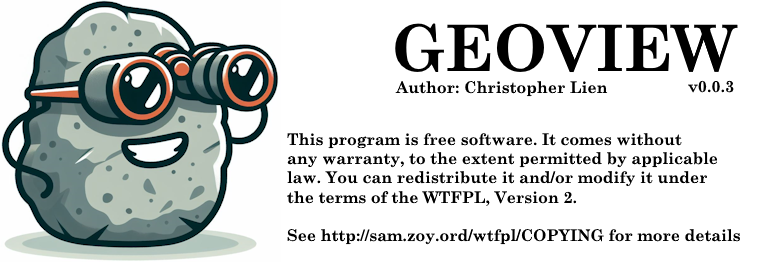 GEOVIEW
Author: Christopher Lien v0.0.3
This program is free software. It comes without
any warranty, to the extent permitted by applicable
law. You can redistribute it and/or modify it under
the terms of the WTFPL, Version 2.
See http://sam.zoy.ord/wtfpl/COPYING for more details